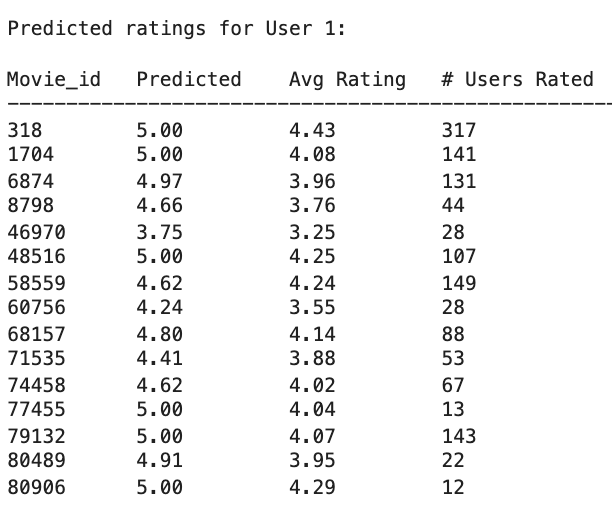 Predicted ratings for User 1:
Movie_id Predicted Avg Rating # Users Rated
----------------------------------------------------
318 5.00 4.43 317
1704 5.00 4.08 141
6874 4.97 3.96 131
8798 4.66 3.76 44
46970 3.75 3.25 28
48516 5.00 4.25 107
58559 4.62 4.24 149
60756 4.24 3.55 28
68157 4.80 4.14 88
71535 4.41 3.88 53
74458 4.62 4.02 67
77455 5.00 4.04 13
79132 5.00 4.07 143
80489 4.91 3.95 22
80906 5.00 4.29 12